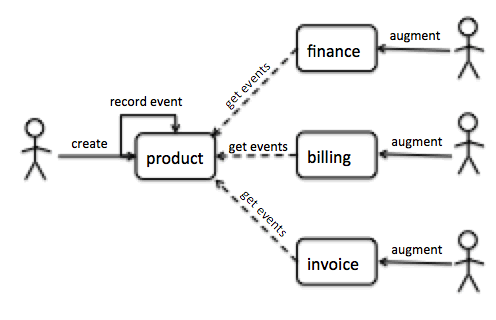 finance
augment
get events
record event
create
product
get events
billing
augment
get events
invoice
augment